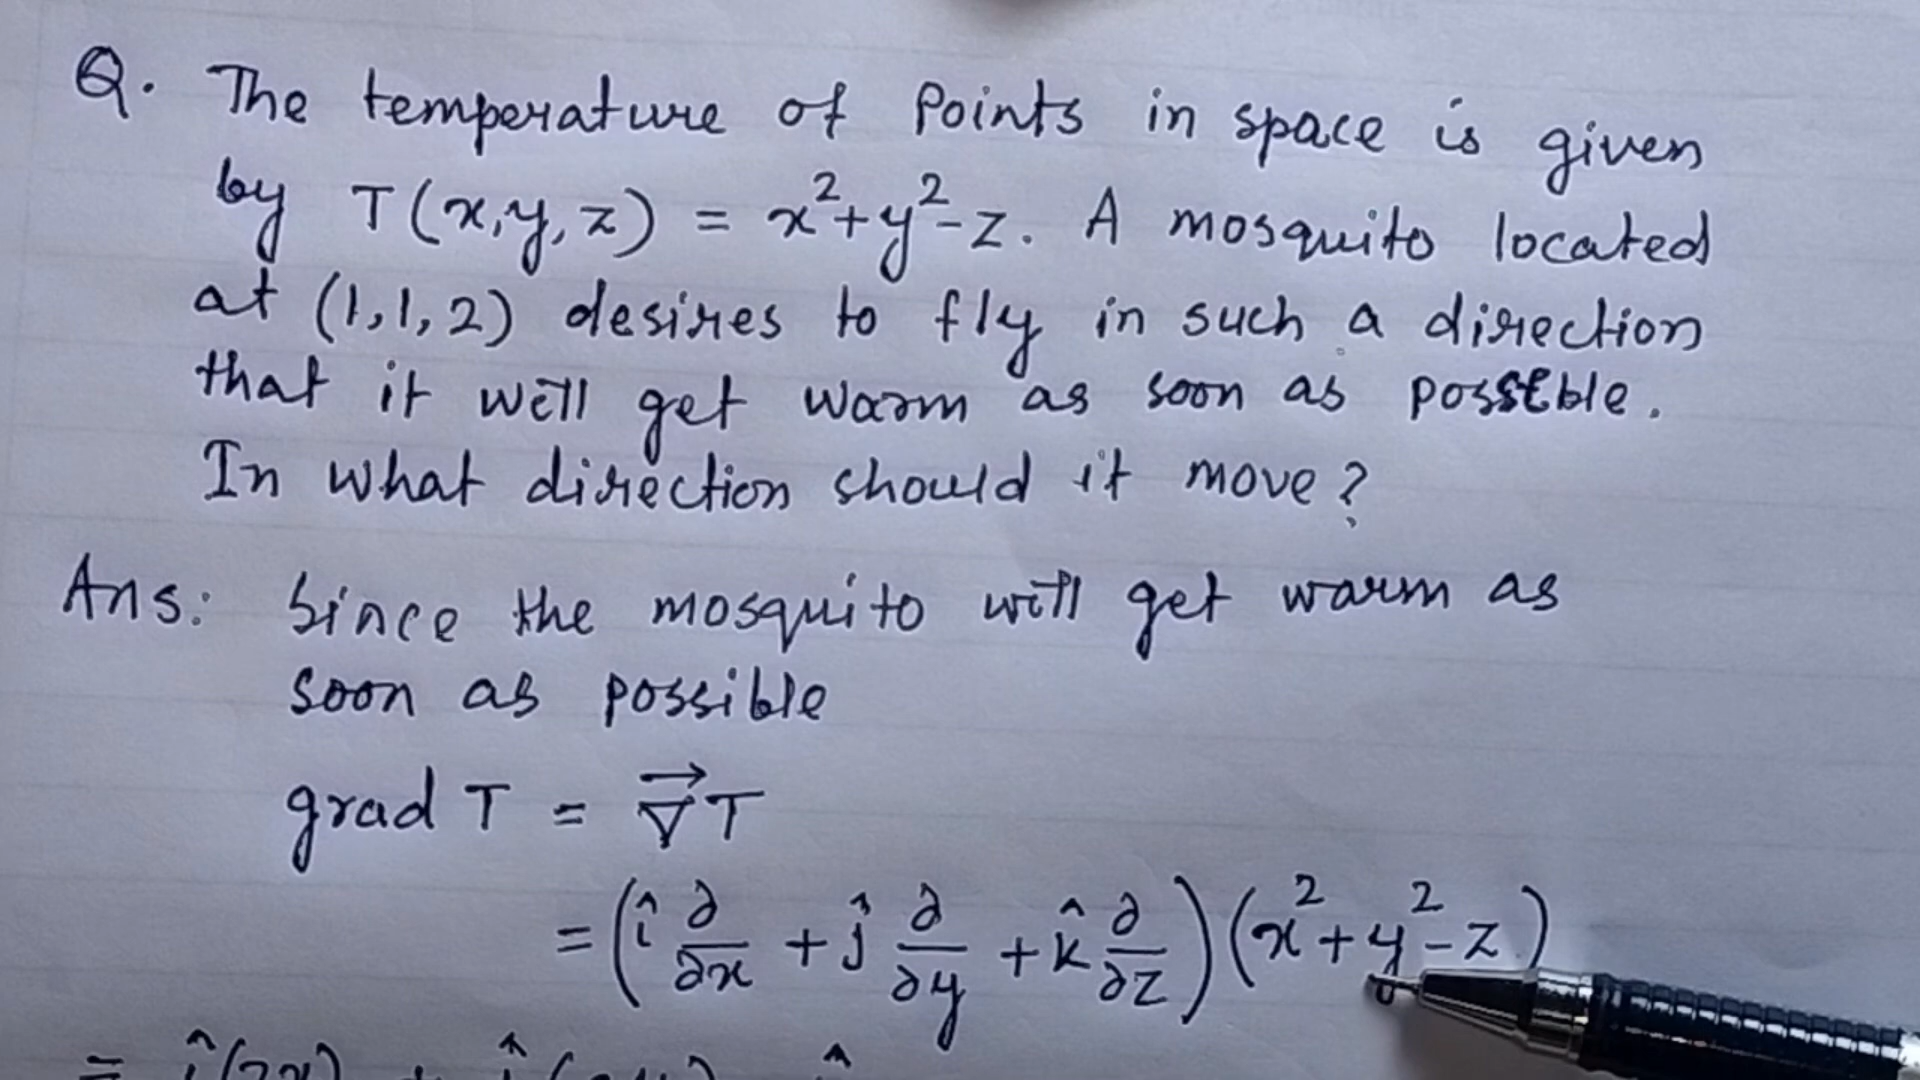 Q. The temperature of Points in space is given
by T(x,y,z) = x²+y²-z. A mosquito located
at (1,1,2) desires to fly in such a direction
that it will get warm as soon as possible.
In what direction should it move?
Ans: Since the mosquito will get warm as
soon as possible
grad T = ∇⃗T
= (î ∂/∂x + ĵ ∂/∂y + k̂ ∂/∂z)(x²+y²-z)
= î(2x) +